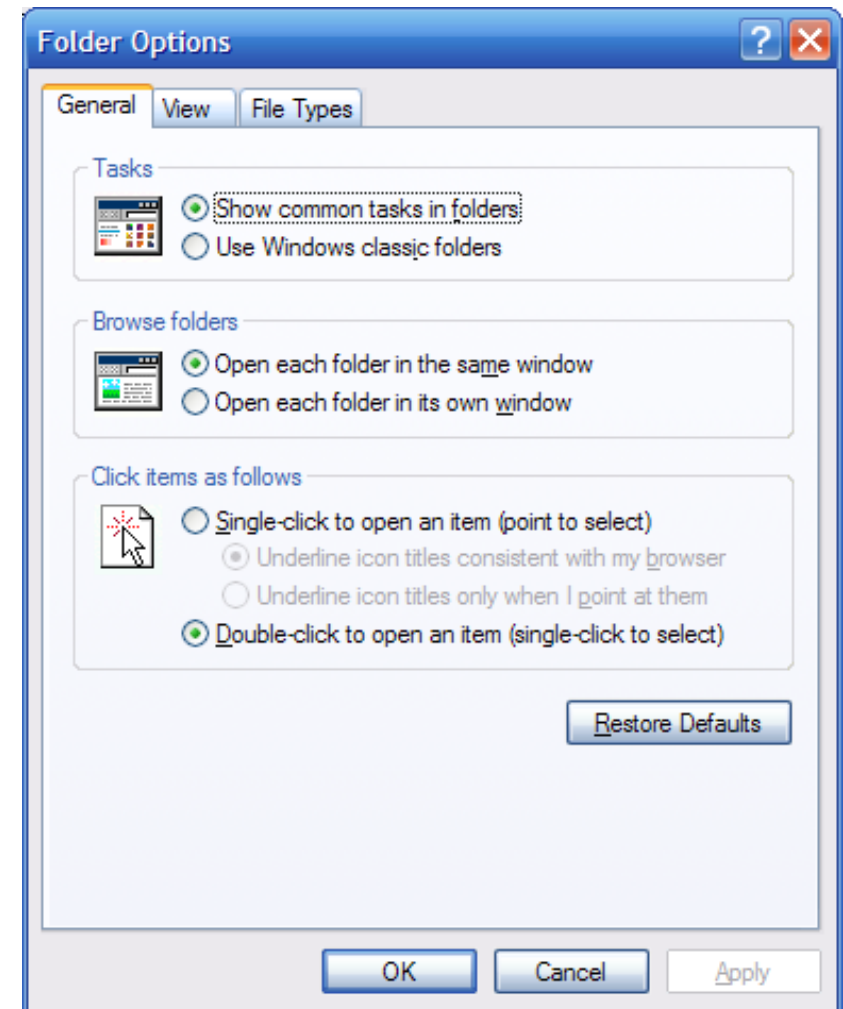 Folder Options
General View File Types
Tasks
Show common tasks in folders
Use Windows classic folders
Browse folders
Open each folder in the same window
Open each folder in its own window
Click items as follows
Single-click to open an item (point to select)
Underline icon titles consistent with my browser
Underline icon titles only when I point at them
Double-click to open an item (single-click to select)
Restore Defaults
OK Cancel Apply